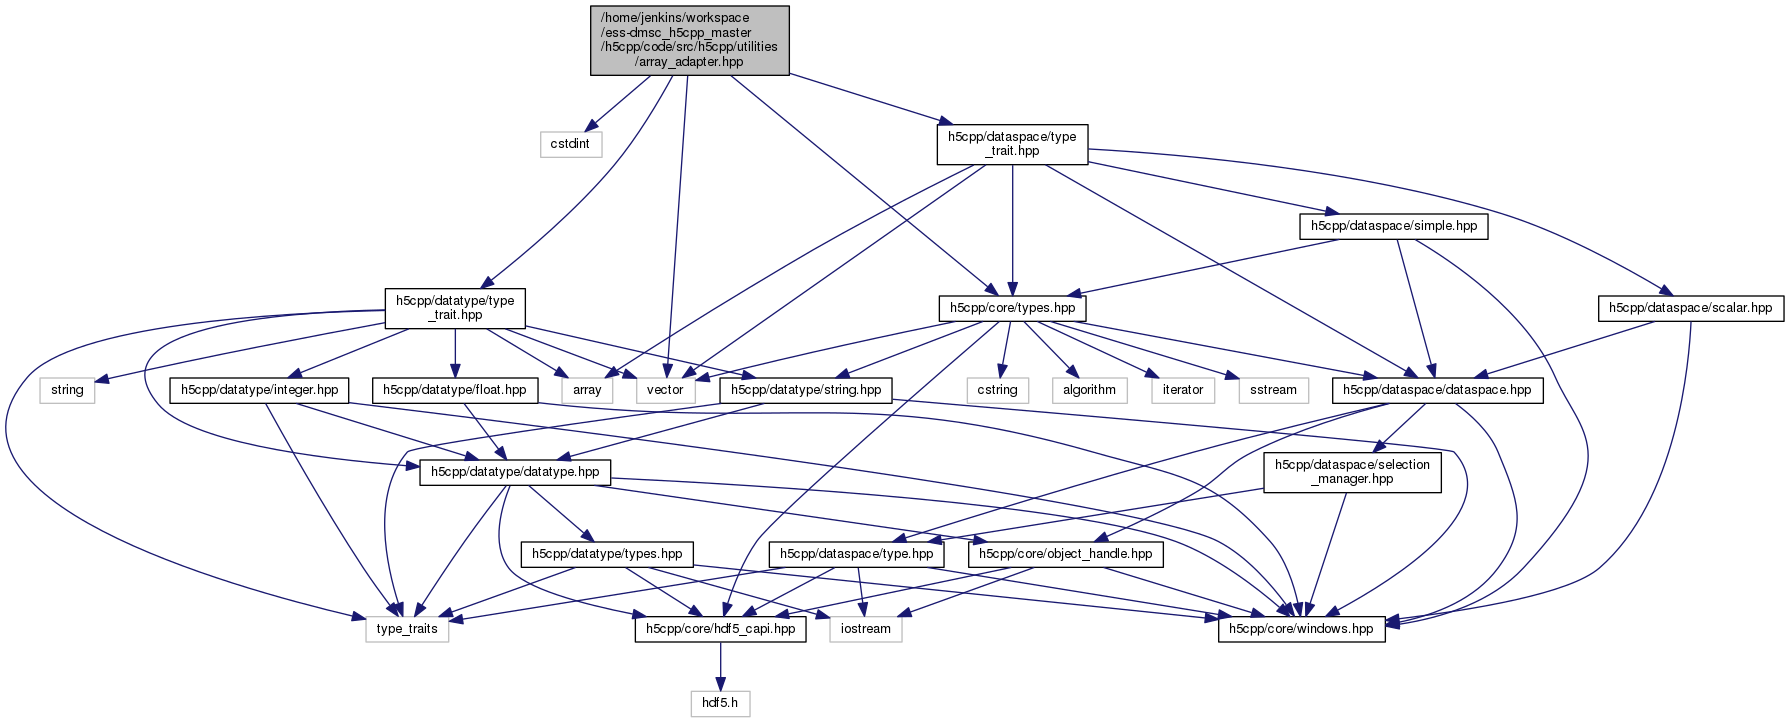 /home/jenkins/workspace
/ess-dmsc_h5cpp_master
/h5cpp/code/src/h5cpp/utilities
/array_adapter.hpp
cstdint
h5cpp/dataspace/type
_trait.hpp
h5cpp/dataspace/simple.hpp
h5cpp/datatype/type
_trait.hpp
h5cpp/core/types.hpp
h5cpp/dataspace/scalar.hpp
string
h5cpp/datatype/integer.hpp
h5cpp/datatype/float.hpp
array
vector
h5cpp/datatype/string.hpp
cstring
algorithm
iterator
sstream
h5cpp/dataspace/dataspace.hpp
h5cpp/datatype/datatype.hpp
h5cpp/dataspace/selection
_manager.hpp
h5cpp/datatype/types.hpp
h5cpp/dataspace/type.hpp
h5cpp/core/object_handle.hpp
type_traits
h5cpp/core/hdf5_capi.hpp
iostream
h5cpp/core/windows.hpp
hdf5.h